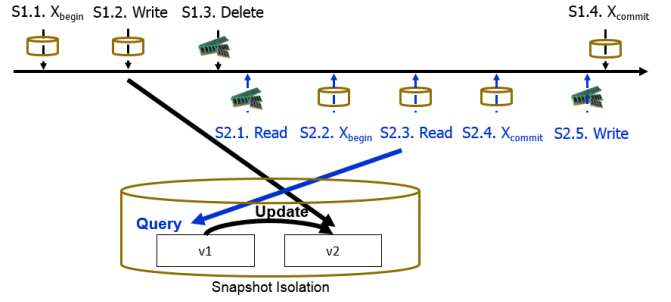 S1.1. Xbegin S1.2. Write S1.3. Delete S1.4. Xcommit
S2.1. Read S2.2. Xbegin S2.3. Read S2.4. Xcommit S2.5. Write
Update
Query
v1 v2
Snapshot Isolation